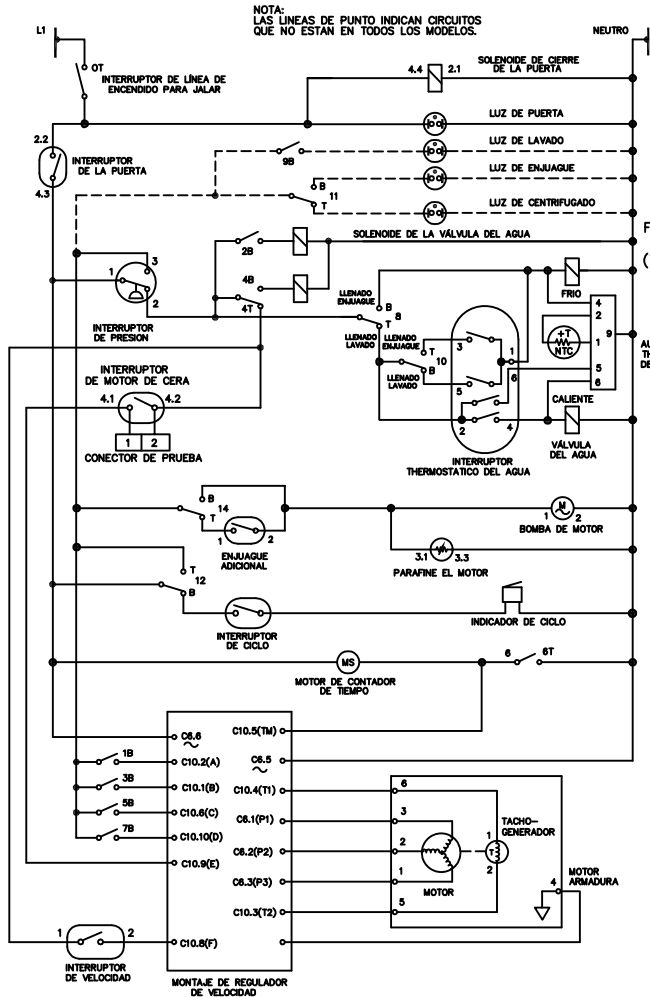 NOTA:
LAS LINEAS DE PUNTO INDICAN CIRCUITOS
QUE NO ESTAN EN TODOS LOS MODELOS.
L1
NEUTRO
OT
INTERRUPTOR DE LÍNEA DE
ENCENDIDO PARA JALAR
4.4
2.1
SOLENOIDE DE CIERRE
DE LA PUERTA
LUZ DE PUERTA
2.2
INTERRUPTOR
DE LA PUERTA
4.3
9B
LUZ DE LAVADO
LUZ DE ENJUAGUE
B
11
T
LUZ DE CENTRIFUGADO
F
(
2B
SOLENOIDE DE LA VÁLVULA DEL AGUA
1
3
2
INTERRUPTOR
DE PRESION
4B
4T
LLENADO
ENJUAGUE
B
8
T
LLENADO
LAVADO
LLENADO
ENJUAGUE
T
10
B
LLENADO
LAVADO
3
1
5
6
2
4
INTERRUPTOR
THERMOSTATICO DEL AGUA
FRIO
4
2
1
9
5
6
+T
NTC
AU
TH
DE
CALIENTE
VÁLVULA
DEL AGUA
INTERRUPTOR
DE MOTOR DE CERA
4.1
4.2
1
2
CONECTOR DE PRUEBA
B
14
T
1
2
ENJUAGUE
ADICIONAL
M
1
2
BOMBA DE MOTOR
3.1
3.3
PARAFINE EL MOTOR
T
12
B
INTERRUPTOR
DE CICLO
INDICADOR DE CICLO
MS
MOTOR DE CONTADOR
DE TIEMPO
6
6T
C6.6
C10.5(TM)
1B
C10.2(A)
C6.5
3B
C10.1(B)
C10.4(T1)
6
5B
C10.6(C)
C6.1(P1)
3
7B
C10.10(D)
C6.2(P2)
2
C10.9(E)
C6.3(P3)
1
C10.3(T2)
5
MOTOR
TACHO-
GENERADOR
1
T
2
MOTOR
ARMADURA
4
1
2
C10.8(F)
INTERRUPTOR
DE VELOCIDAD
MONTAJE DE REGULADOR
DE VELOCIDAD